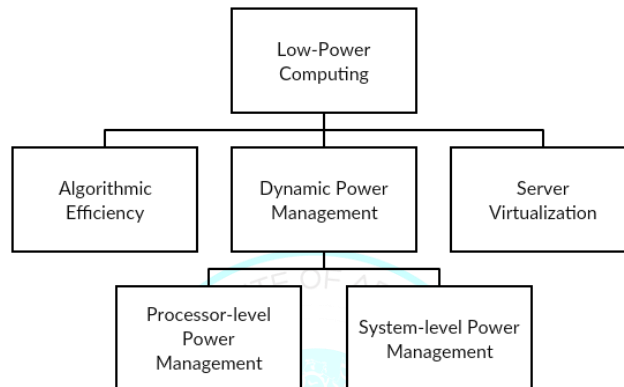 Low-Power
Computing
Algorithmic
Efficiency
Dynamic Power
Management
Server
Virtualization
Processor-level
Power
Management
System-level Power
Management